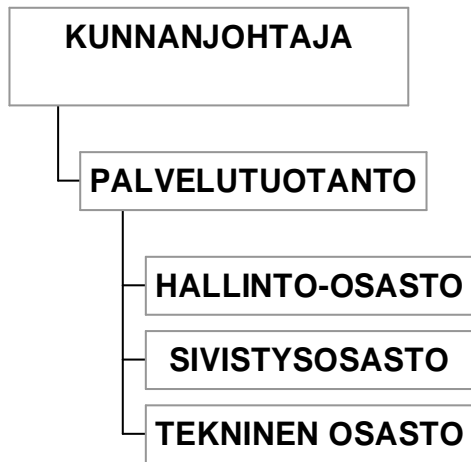 KUNNANJOHTAJA
PALVELUTUOTANTO
HALLINTO-OSASTO
SIVISTYSOSASTO
TEKNINEN OSASTO